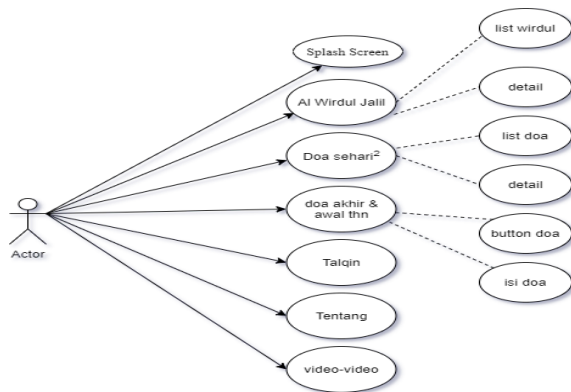 list wirdul
Splash Screen
Al Wirdul Jalil
detail
list doa
Doa sehari²
detail
doa akhir &
awal thn
button doa
Actor
Talqin
isi doa
Tentang
video-video